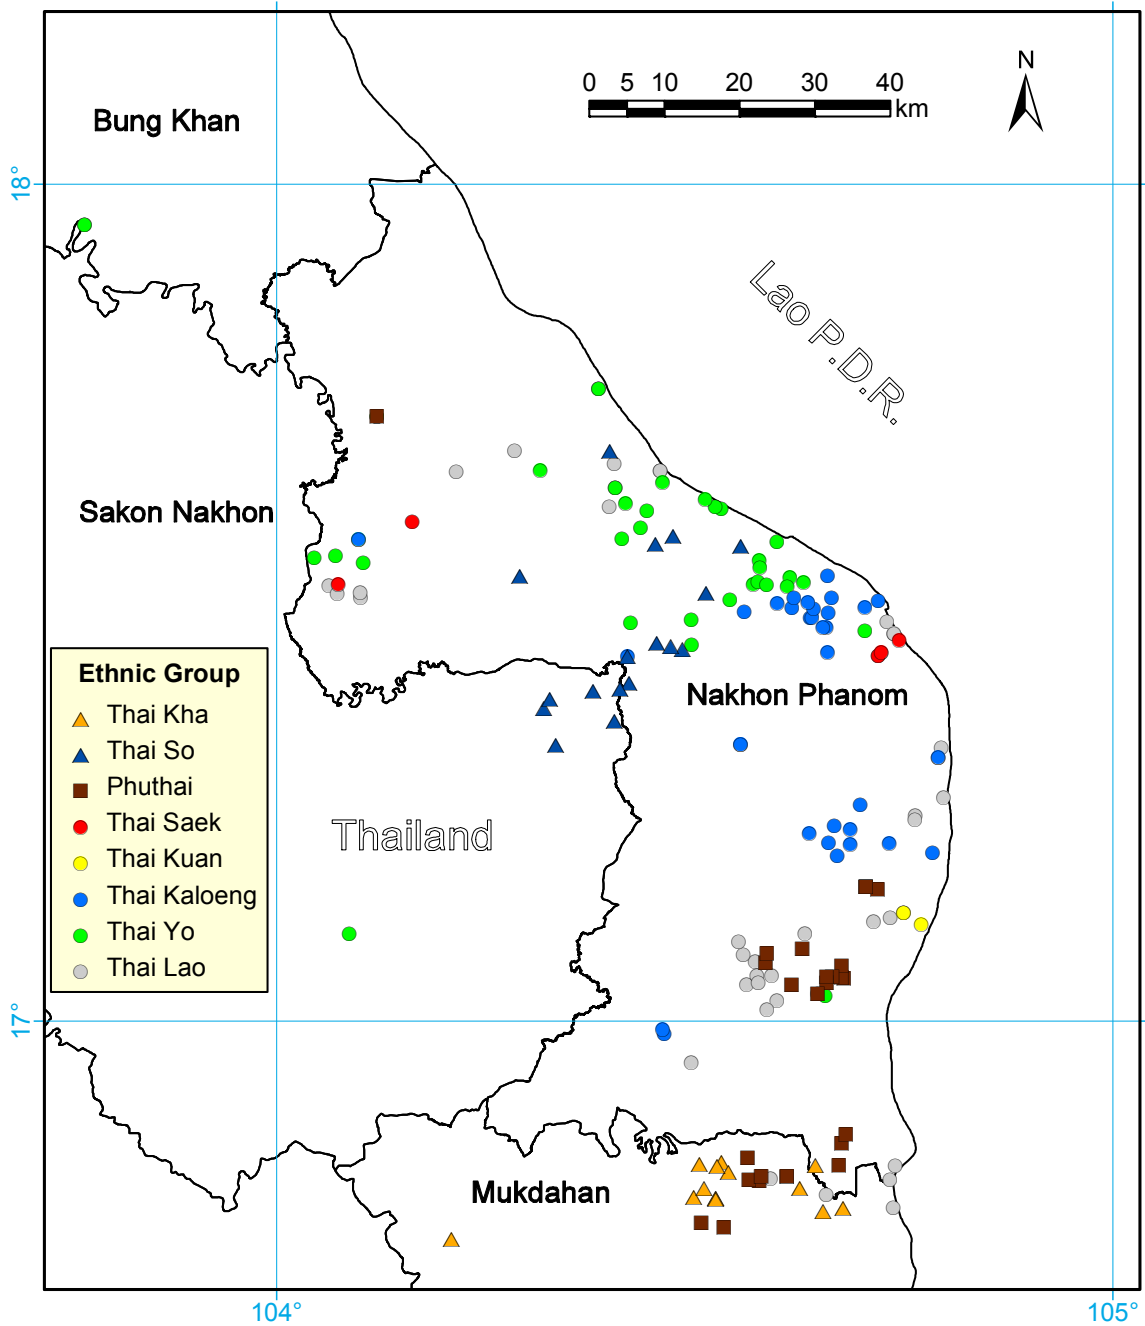 N
0 5 10 20 30 40
km
Bung Khan
18°
Lao P.D.R.
Sakon Nakhon
Nakhon Phanom
Ethnic Group
Thai Kha
Thai So
Phuthai
Thai Saek
Thai Kuan
Thai Kaloeng
Thai Yo
Thai Lao
Thailand
17°
Mukdahan
104°
105°